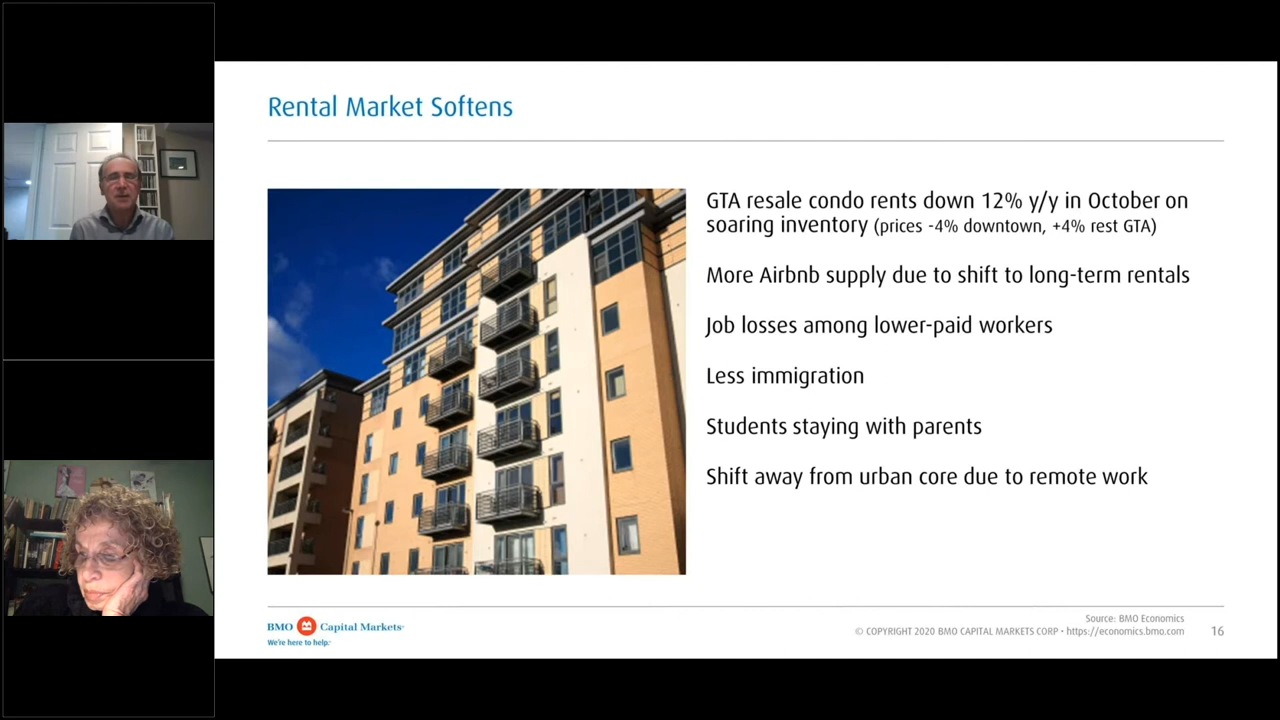 Rental Market Softens
GTA resale condo rents down 12% y/y in October on
soaring inventory (prices -4% downtown, +4% rest GTA)
More Airbnb supply due to shift to long-term rentals
Job losses among lower-paid workers
Less immigration
Students staying with parents
Shift away from urban core due to remote work
BMO Capital Markets
We're here to help.
Source: BMO Economics
© COPYRIGHT 2020 BMO CAPITAL MARKETS CORP • https://economics.bmo.com
16